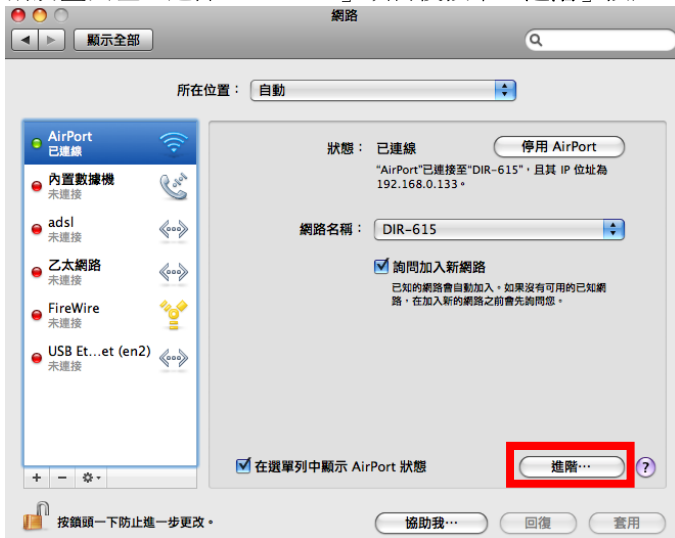 網路
顯示全部
所在位置： 自動
AirPort
已連線
內置數據機
未連接
adsl
未連接
乙太網路
未連接
FireWire
未連接
USB Et...et (en2)
未連接
狀態： 已連線 停用 AirPort
“AirPort”已連接至“DIR-615”，且其 IP 位址為
192.168.0.133。
網路名稱： DIR-615
詢問加入新網路
已知的網路會自動加入。如果沒有可用的已知網
路，在加入新的網路之前會先詢問您。
在選單列中顯示 AirPort 狀態 進階… ?
按鎖頭一下防止進一步更改。
協助我… 回復 套用